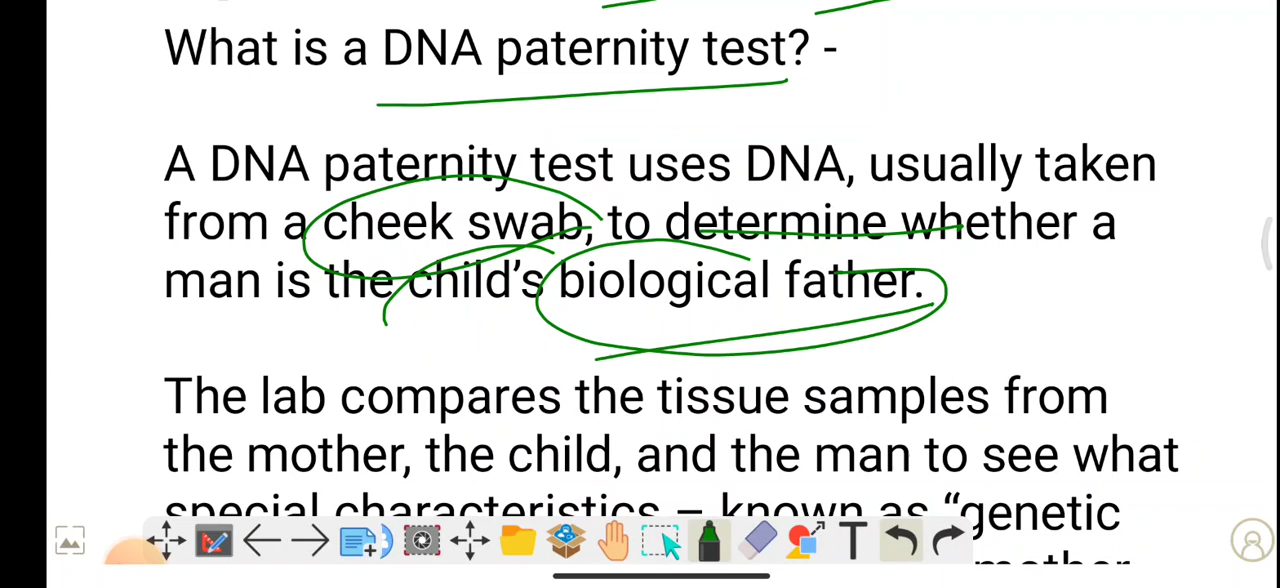 What is a DNA paternity test? -
A DNA paternity test uses DNA, usually taken
from a cheek swab, to determine whether a
man is the child's biological father.
The lab compares the tissue samples from
the mother, the child, and the man to see what
special characteristics – known as “genetic
mother
T